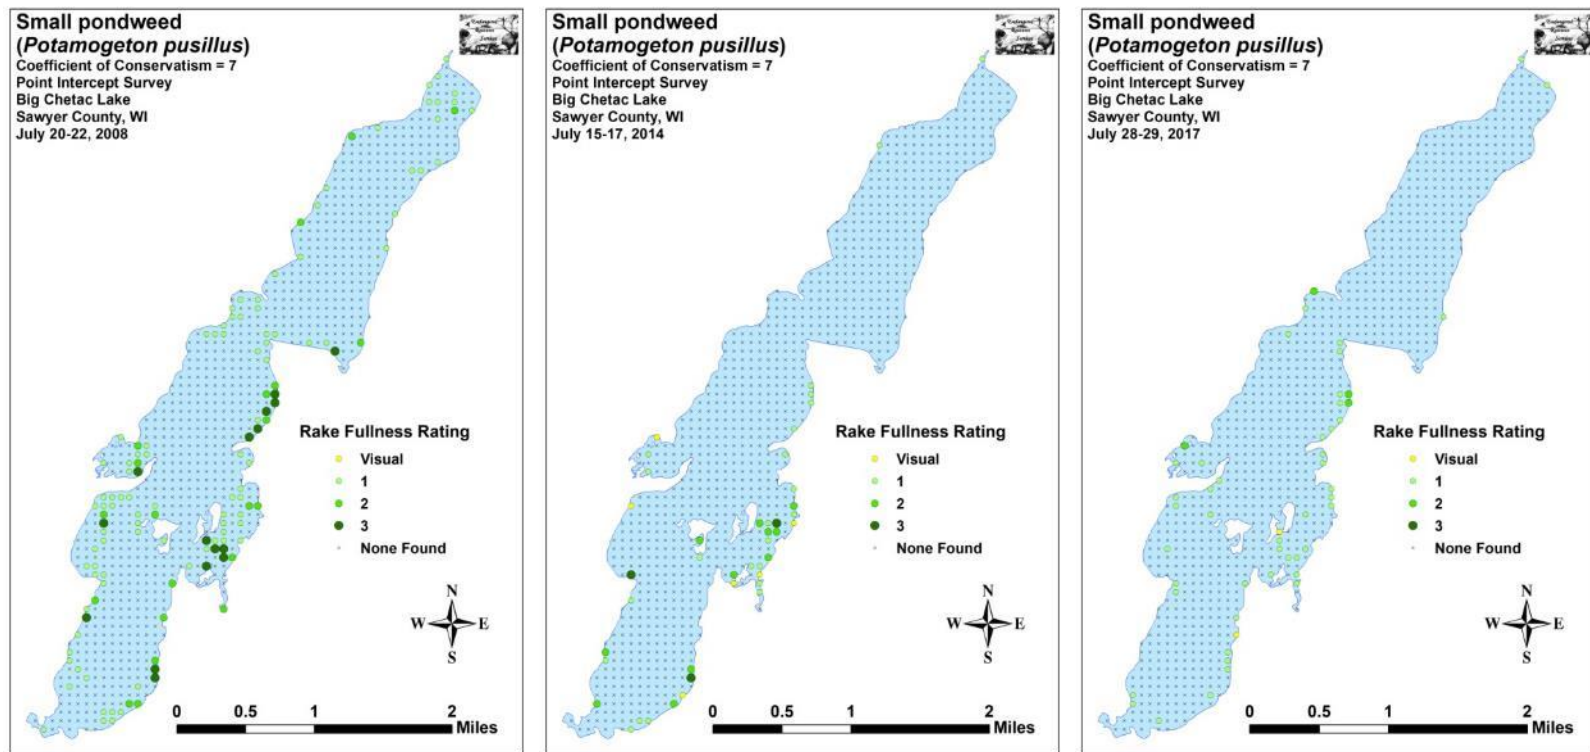 Small pondweed
(Potamogeton pusillus)
Coefficient of Conservatism = 7
Point Intercept Survey
Big Chetac Lake
Sawyer County, WI
July 20-22, 2008
Rake Fullness Rating
Visual
1
2
3
None Found
N
W E
S
0 0.5 1 2
Miles
Small pondweed
(Potamogeton pusillus)
Coefficient of Conservatism = 7
Point Intercept Survey
Big Chetac Lake
Sawyer County, WI
July 15-17, 2014
Rake Fullness Rating
Visual
1
2
3
None Found
N
W E
S
0 0.5 1 2
Miles
Small pondweed
(Potamogeton pusillus)
Coefficient of Conservatism = 7
Point Intercept Survey
Big Chetac Lake
Sawyer County, WI
July 28-29, 2017
Rake Fullness Rating
Visual
1
2
3
None Found
N
W E
S
0 0.5 1 2
Miles